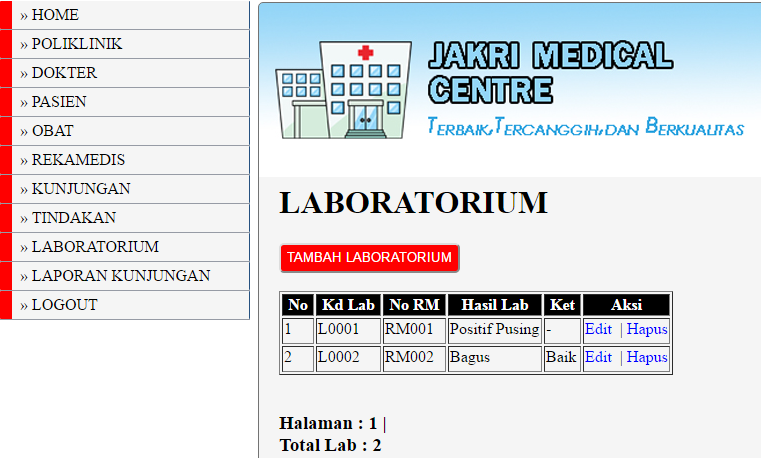 » HOME
» POLIKLINIK
» DOKTER
» PASIEN
» OBAT
» REKAMEDIS
» KUNJUNGAN
» TINDAKAN
» LABORATORIUM
» LAPORAN KUNJUNGAN
» LOGOUT
JAKRI MEDICAL
CENTRE
TERBAIK,TERCANGGIH,DAN BERKUALITAS
LABORATORIUM
TAMBAH LABORATORIUM
No Kd Lab No RM Hasil Lab Ket Aksi
1 L0001 RM001 Positif Pusing - Edit | Hapus
2 L0002 RM002 Bagus Baik Edit | Hapus
Halaman : 1 |
Total Lab : 2